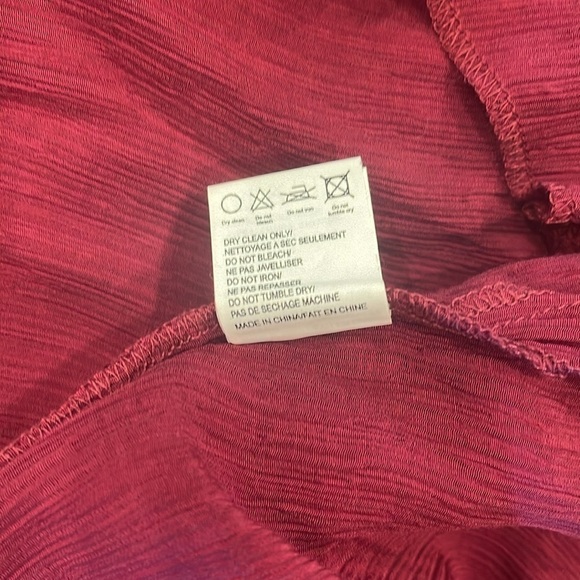 Dry clean
Do not bleach
Do not iron
Do not tumble dry
DRY CLEAN ONLY/
NETTOYAGE A SEC SEULEMENT
DO NOT BLEACH/
NE PAS JAVELLISER
DO NOT IRON/
NE PAS REPASSER
DO NOT TUMBLE DRY/
PAS DE SECHAGE MACHINE
MADE IN CHINA/FAIT EN CHINE